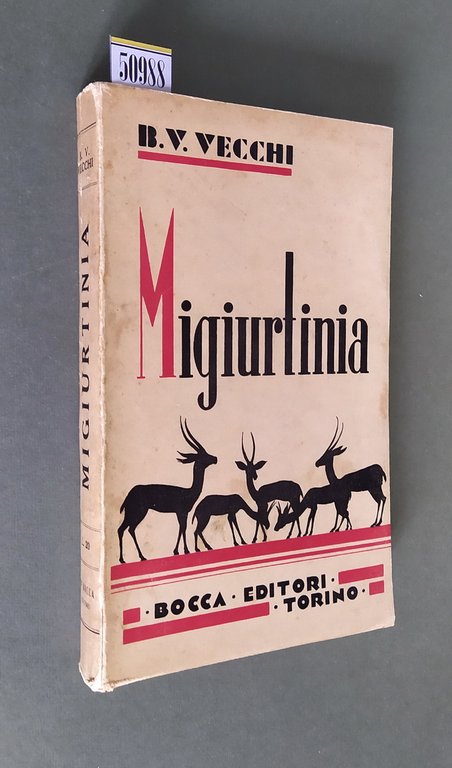 50988
B. V. VECCHI
Migiurtinia
· BOCCA · EDITORI ·
· TORINO ·
B. V.
VECCHI
MIGIURTINIA